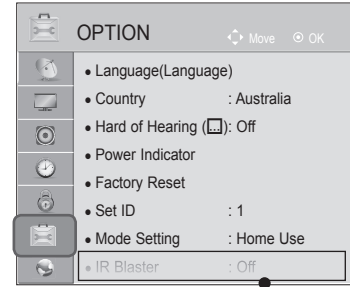 OPTION
Move OK
• Language(Language)
• Country : Australia
• Hard of Hearing (...): Off
• Power Indicator
• Factory Reset
• Set ID : 1
• Mode Setting : Home Use
• IR Blaster : Off